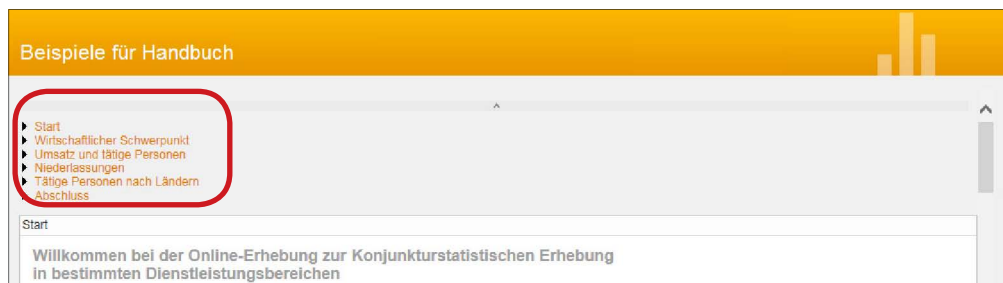 Beispiele für Handbuch
Start
Wirtschaftlicher Schwerpunkt
Umsatz und tätige Personen
Niederlassungen
Tätige Personen nach Ländern
Abschluss
Start
Willkommen bei der Online-Erhebung zur Konjunkturstatistischen Erhebung
in bestimmten Dienstleistungsbereichen